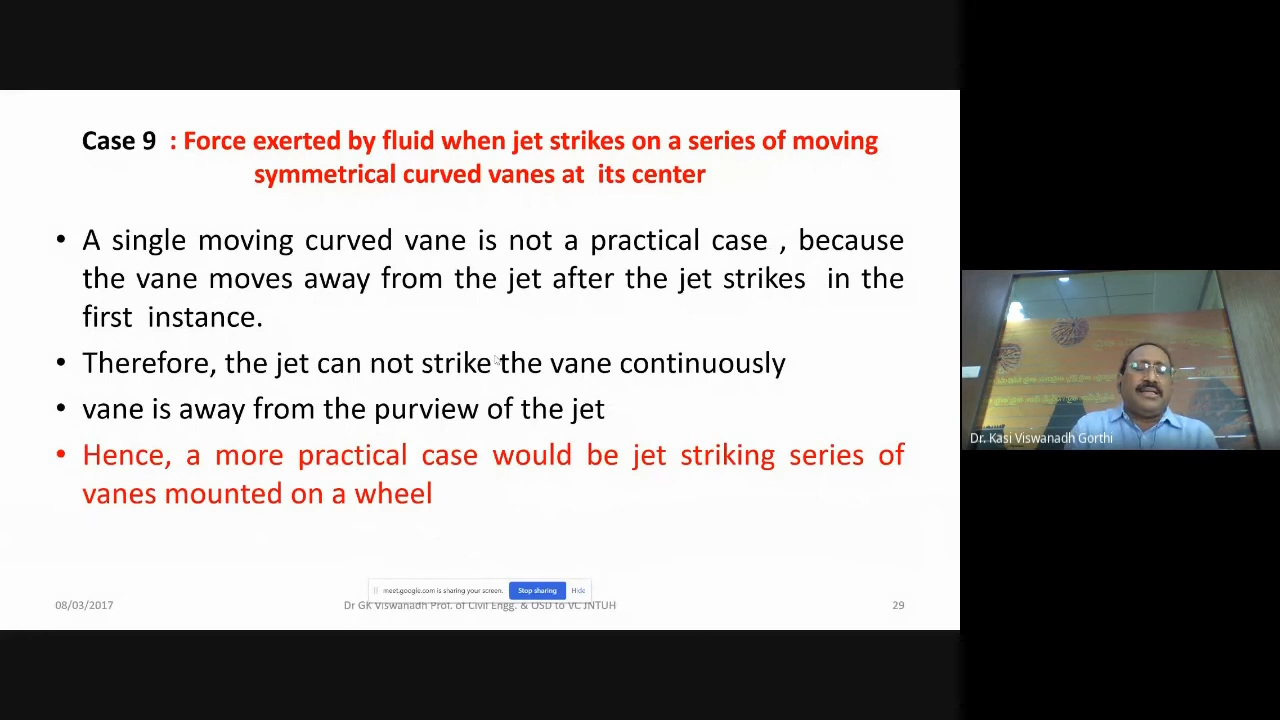 Case 9 : Force exerted by fluid when jet strikes on a series of moving
symmetrical curved vanes at its center
• A single moving curved vane is not a practical case , because
the vane moves away from the jet after the jet strikes in the
first instance.
• Therefore, the jet can not strike the vane continuously
• vane is away from the purview of the jet
• Hence, a more practical case would be jet striking series of
vanes mounted on a wheel
meet.google.com is sharing your screen. Stop sharing Hide
08/03/2017
Dr GK Viswanadh Prof. of Civil Engg. & OSD to VC JNTUH
29
Dr. Kasi Viswanadh Gorthi